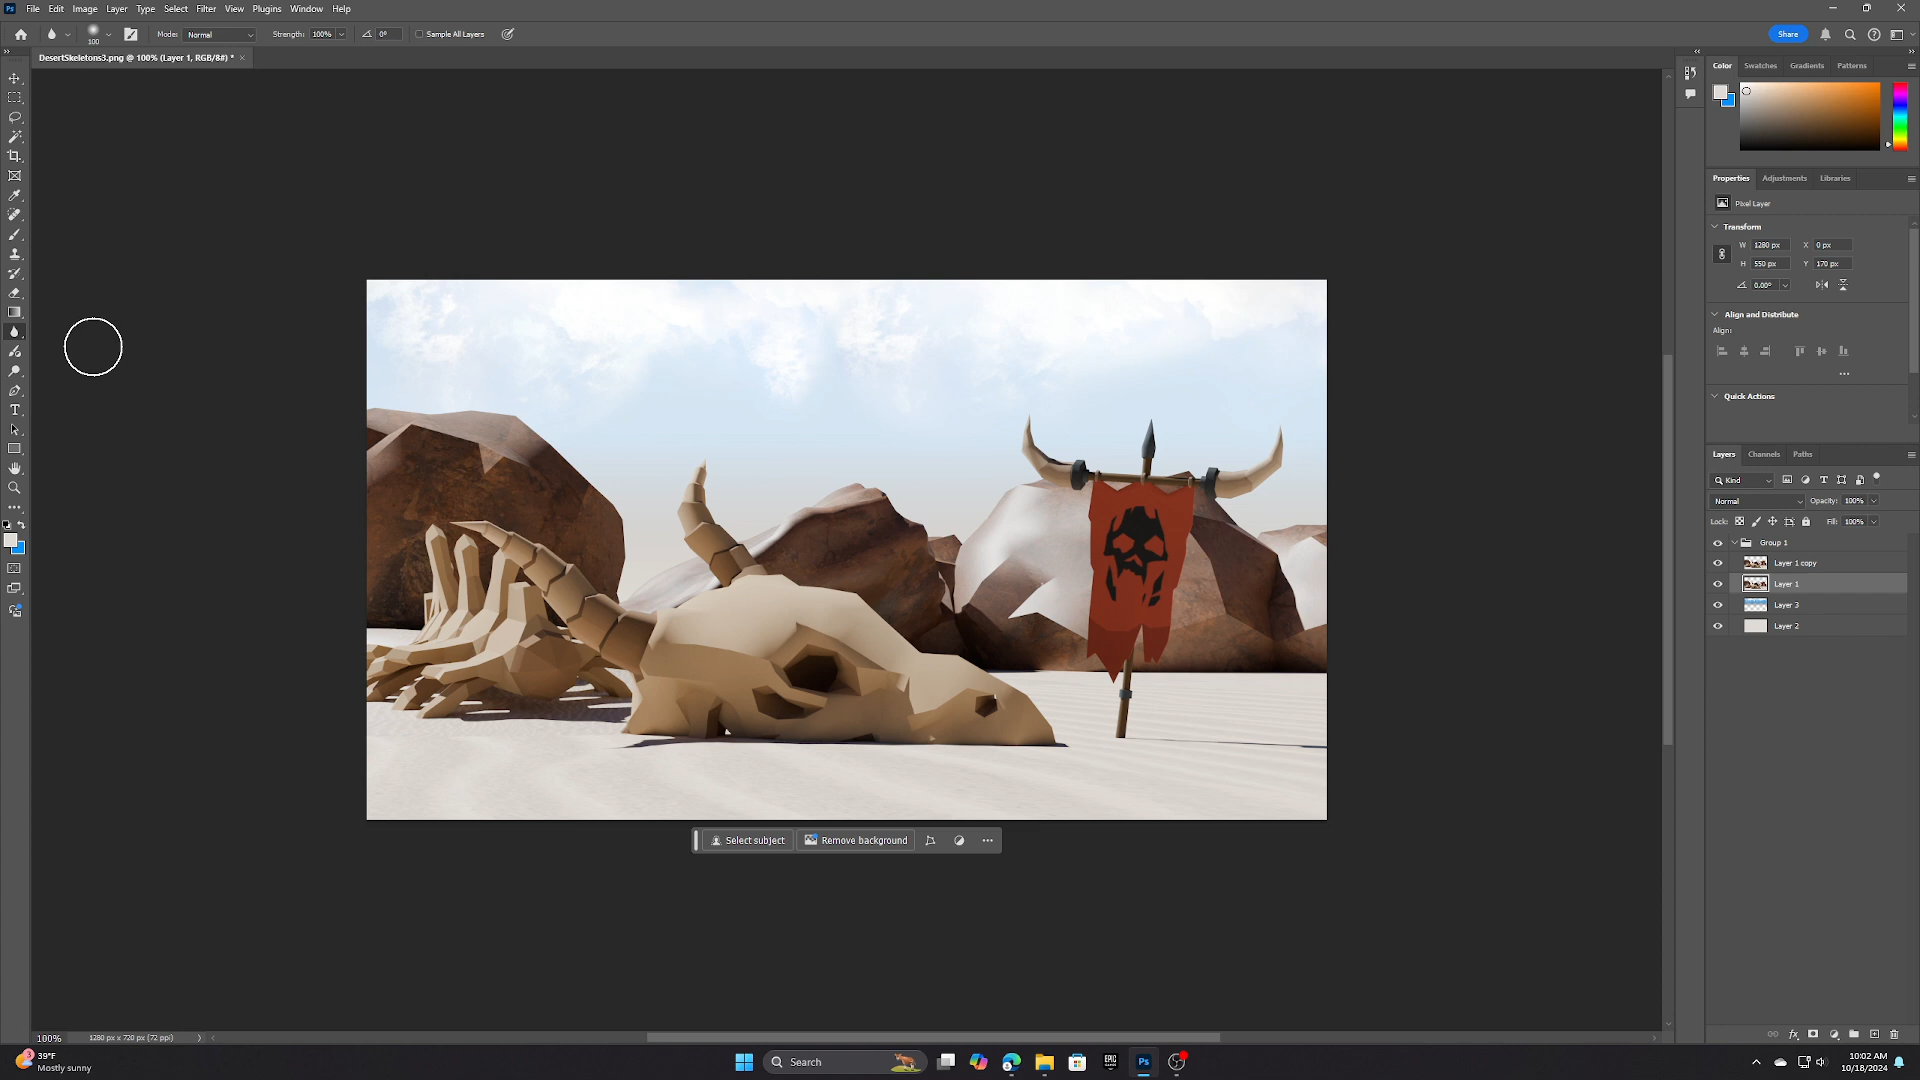 Ps File Edit Image Layer Type Select Filter View Plugins Window Help
100 Mode: Normal Strength: 100% 0° Sample All Layers Share
DesertSkeletons3.png @ 100% (Layer 1, RGB/8#) * ×
Color Swatches Gradients Patterns
Properties Adjustments Libraries
Pixel Layer
Transform
W 1280 px X 0 px
H 550 px Y 170 px
0.00°
Align and Distribute
Align:
Quick Actions
Layers Channels Paths
Kind
Normal Opacity: 100%
Lock: Fill: 100%
Group 1
Layer 1 copy
Layer 1
Layer 3
Layer 2
Select subject Remove background
100% 1280 px x 720 px (72 ppi)
39°F
Mostly sunny
Search
EPIC
GAMES
Ps
10:02 AM
10/18/2024